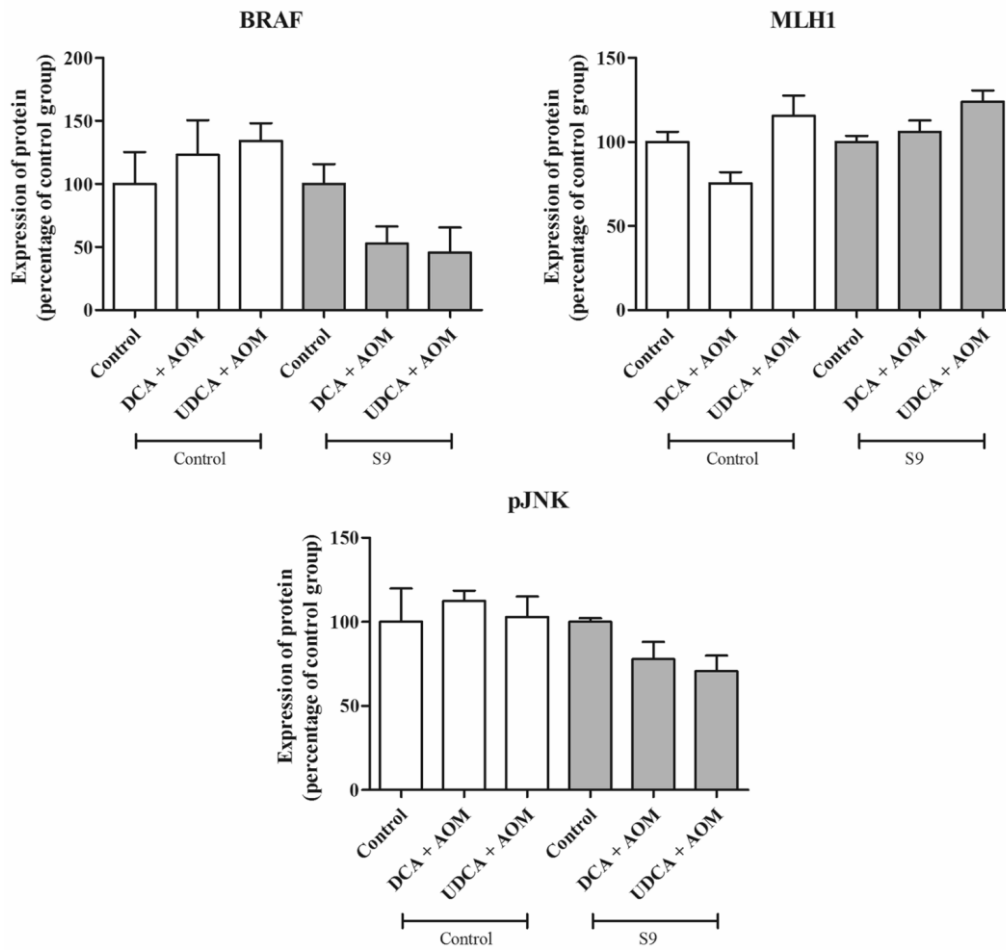 BRAF
Expression of protein
(percentage of control group)
200
150
100
50
0
Control
DCA + AOM
UDCA + AOM
Control
DCA + AOM
UDCA + AOM
Control
S9
MLH1
Expression of protein
(percentage of control group)
150
100
50
0
Control
DCA + AOM
UDCA + AOM
Control
DCA + AOM
UDCA + AOM
Control
S9
pJNK
Expression of protein
(percentage of control group)
150
100
50
0
Control
DCA + AOM
UDCA + AOM
Control
DCA + AOM
UDCA + AOM
Control
S9